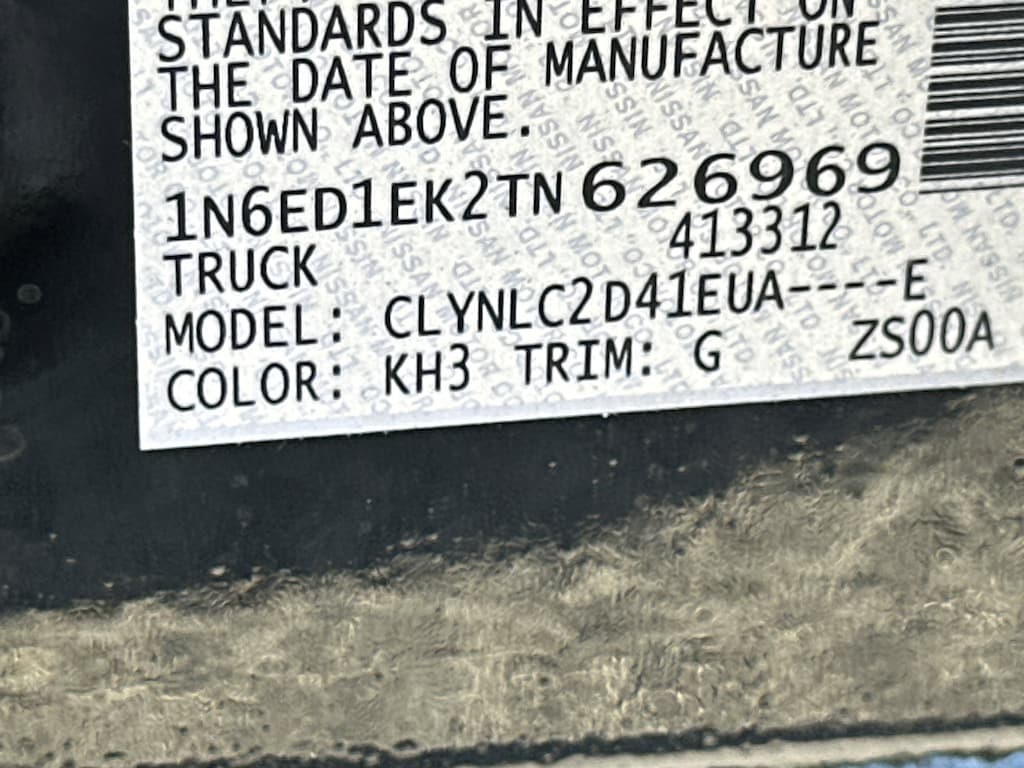 STANDARDS IN EFFECT ON
THE DATE OF MANUFACTURE
SHOWN ABOVE.
1N6ED1EK2TN626969
TRUCK 413312
MODEL: CLYNLC2D41EUA----E
COLOR: KH3 TRIM: G ZS00A